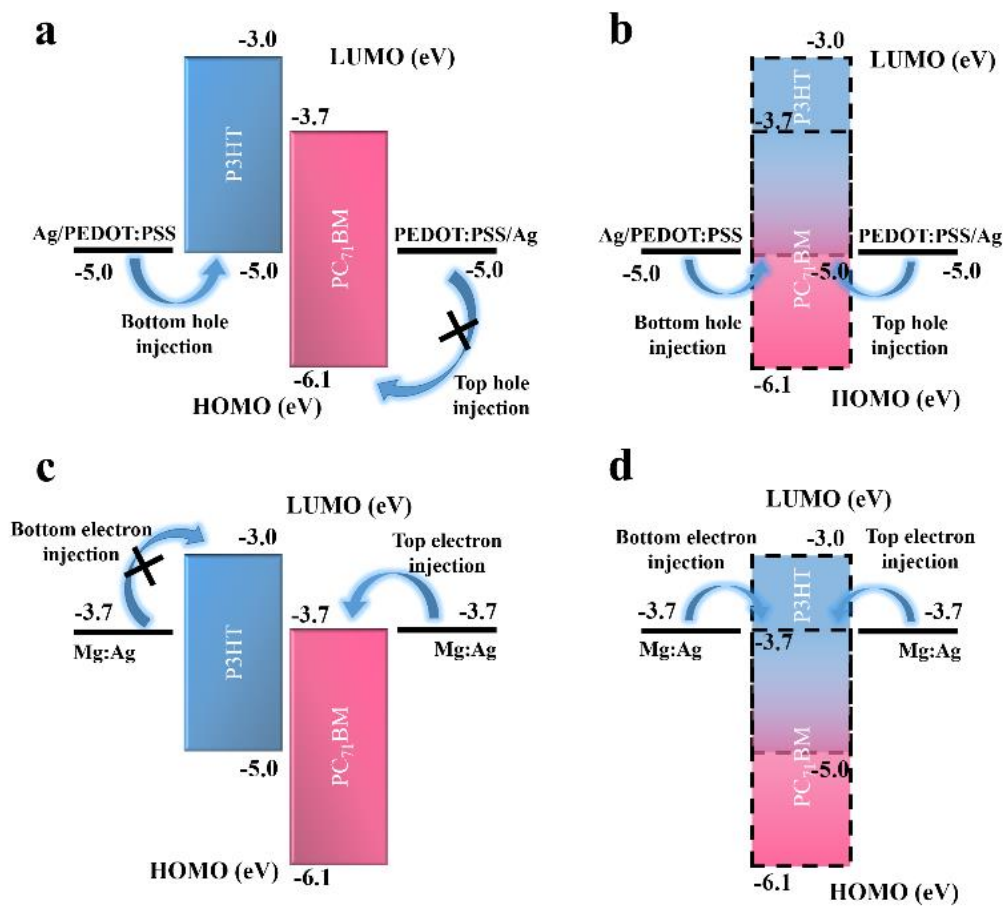 a
-3.0
LUMO (eV)
-3.7
P3HT
Ag/PEDOT:PSS
PEDOT:PSS/Ag
-5.0
-5.0
-5.0
PC₇₁BM
Bottom hole
injection
Top hole
injection
-6.1
HOMO (eV)
b
-3.0
LUMO (eV)
P3HT
-3.7
Ag/PEDOT:PSS
PEDOT:PSS/Ag
-5.0
-5.0
-5.0
PC₇₁BM
Bottom hole
injection
Top hole
injection
-6.1
HOMO (eV)
c
LUMO (eV)
Bottom electron
injection
-3.0
Top electron
injection
-3.7
-3.7
-3.7
Mg:Ag
Mg:Ag
P3HT
PC₇₁BM
-5.0
HOMO (eV)
-6.1
d
LUMO (eV)
Bottom electron
injection
-3.0
Top electron
injection
P3HT
-3.7
-3.7
-3.7
Mg:Ag
Mg:Ag
PC₇₁BM
-5.0
-6.1
HOMO (eV)